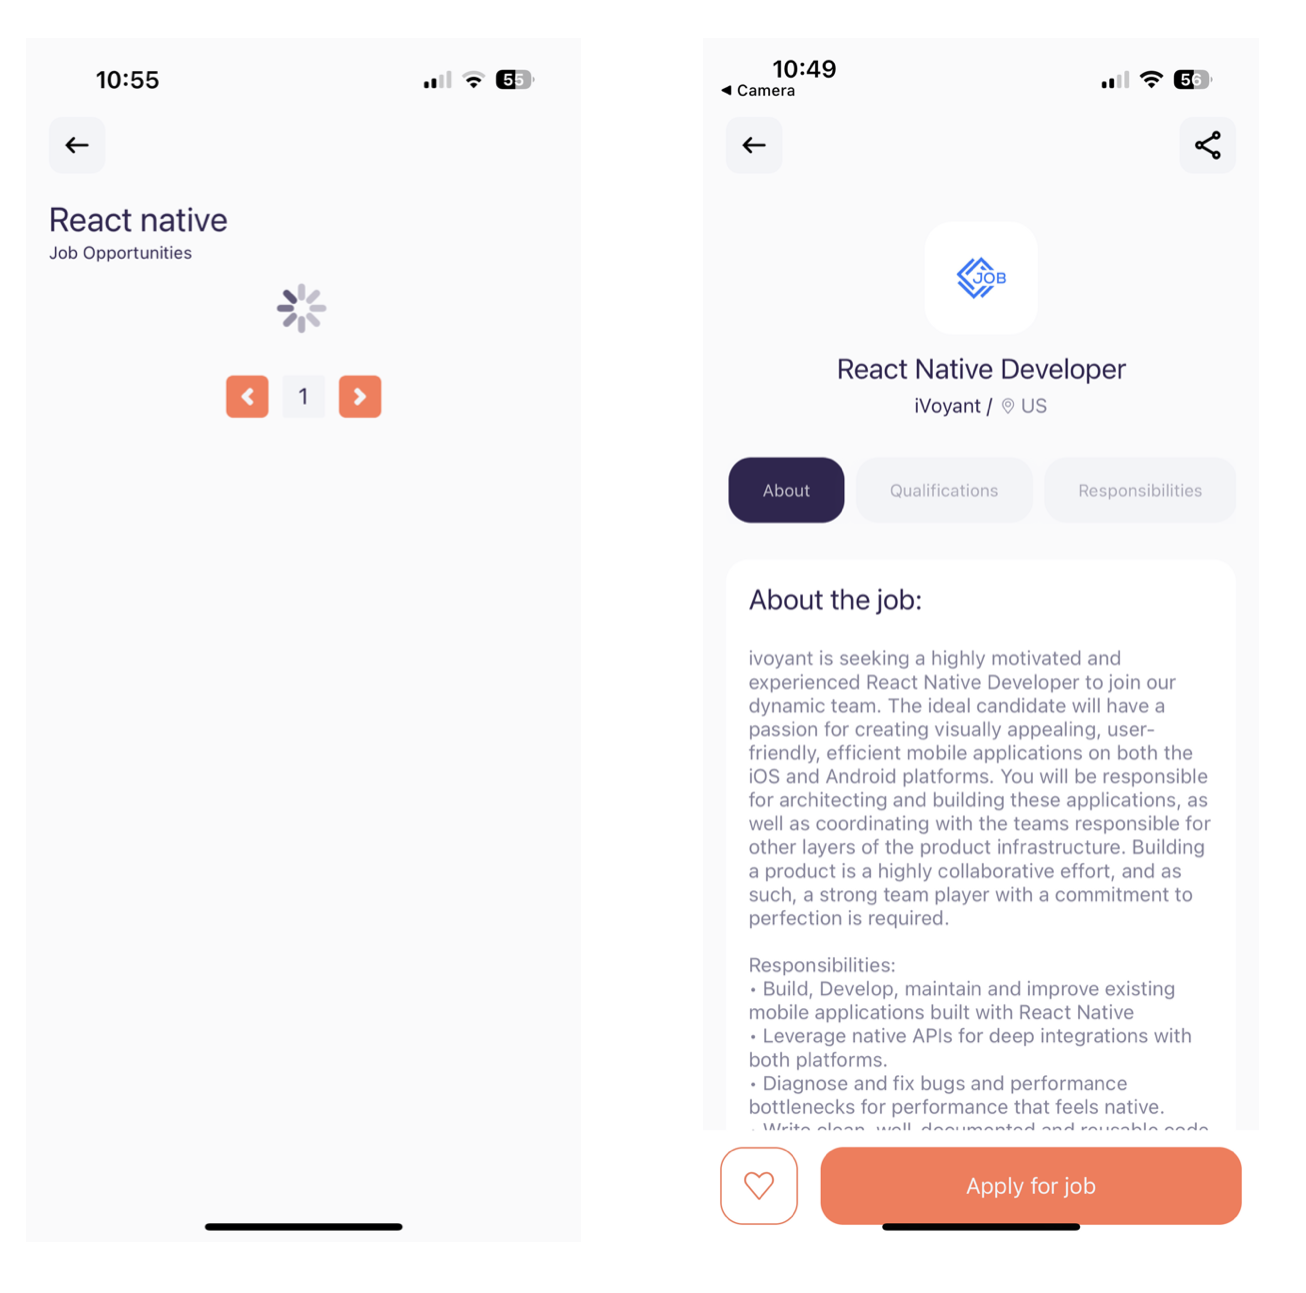 10:55
55
React native
Job Opportunities
1
10:49
56
◀ Camera
JOB
React Native Developer
iVoyant / US
About
Qualifications
Responsibilities
About the job:
ivoyant is seeking a highly motivated and
experienced React Native Developer to join our
dynamic team. The ideal candidate will have a
passion for creating visually appealing, user-
friendly, efficient mobile applications on both the
iOS and Android platforms. You will be responsible
for architecting and building these applications, as
well as coordinating with the teams responsible for
other layers of the product infrastructure. Building
a product is a highly collaborative effort, and as
such, a strong team player with a commitment to
perfection is required.
Responsibilities:
• Build, Develop, maintain and improve existing
mobile applications built with React Native
• Leverage native APIs for deep integrations with
both platforms.
• Diagnose and fix bugs and performance
bottlenecks for performance that feels native.
• Write clean, well-documented and reusable code
Apply for job